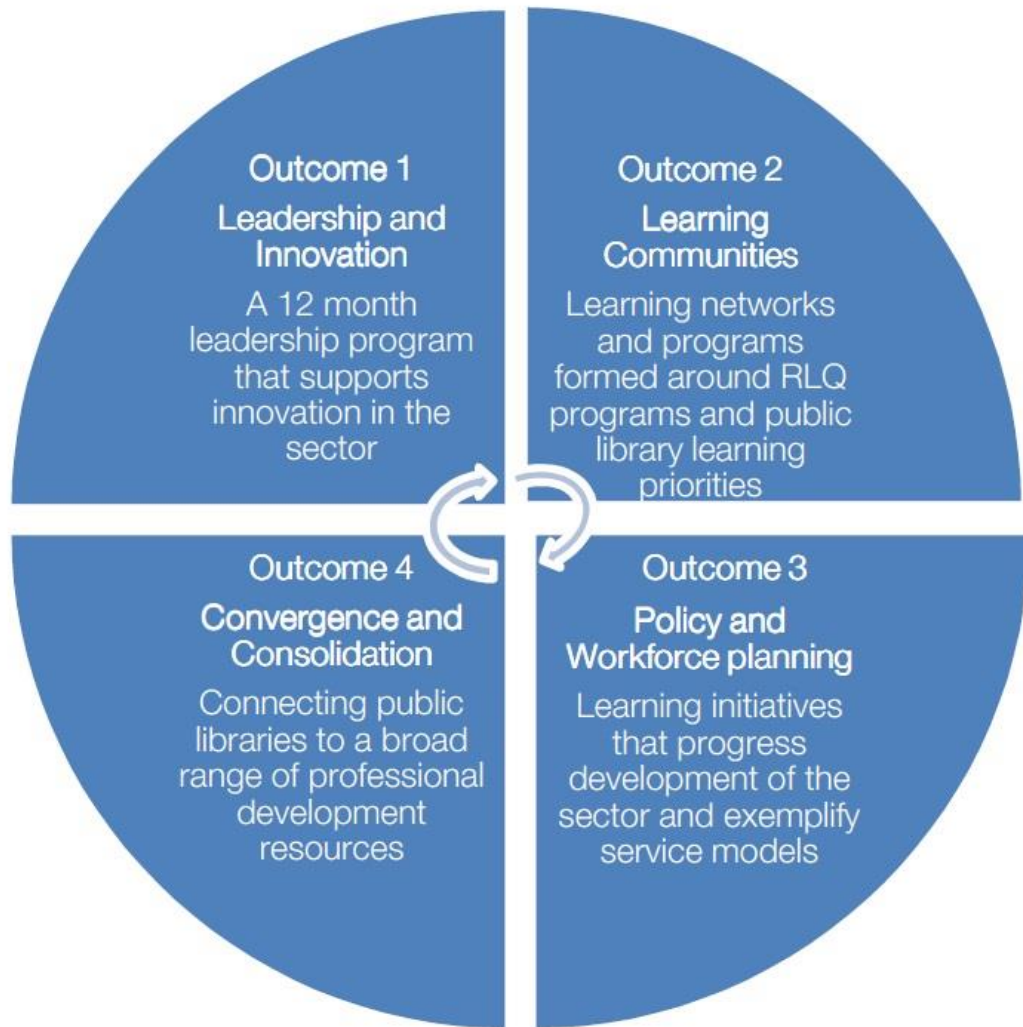 Outcome 1
Leadership and
Innovation
A 12 month
leadership program
that supports
innovation in the
sector
Outcome 2
Learning
Communities
Learning networks
and programs
formed around RLQ
programs and public
library learning
priorities
Outcome 3
Policy and
Workforce planning
Learning initiatives
that progress
development of the
sector and exemplify
service models
Outcome 4
Convergence and
Consolidation
Connecting public
libraries to a broad
range of professional
development
resources